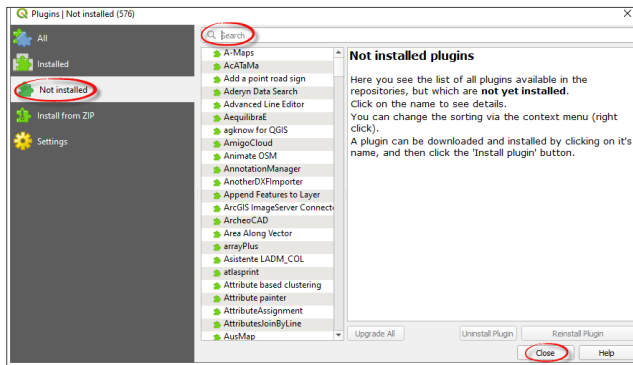 Plugins | Not installed (576)
All
Installed
Not installed
Install from ZIP
Settings
Search...
A-Maps
AcATaMa
Add a point road sign
Aderyn Data Search
Advanced Line Editor
AequilibraE
agknow for QGIS
AmigoCloud
Animate OSM
AnnotationManager
AnotherDXFImporter
Append Features to Layer
ArcGIS ImageServer Connecto
ArcheoCAD
Area Along Vector
arrayPlus
Asistente LADM_COL
atlasprint
Attribute based clustering
Attribute painter
AttributeAssignment
AttributesJoinByLine
AusMap
Not installed plugins
Here you see the list of all plugins available in the
repositories, but which are not yet installed.
Click on the name to see details.
You can change the sorting via the context menu (right
click).
A plugin can be downloaded and installed by clicking on it's
name, and then click the 'Install plugin' button.
Upgrade All
Uninstall Plugin
Reinstall Plugin
Close
Help